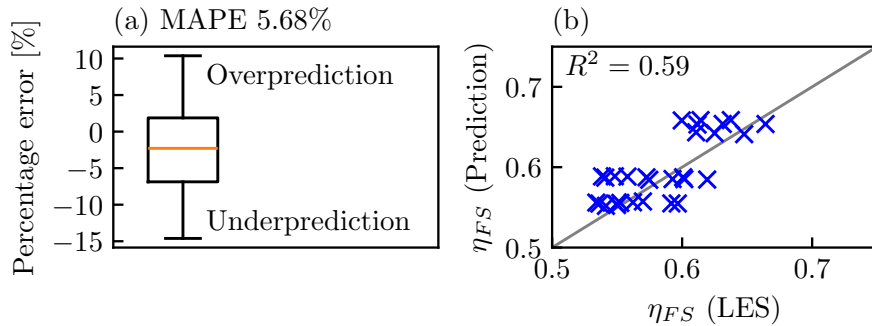 (a) MAPE 5.68%
Percentage error [%]
10
5
0
−5
−10
−15
Overprediction
Underprediction
(b)
η_FS (Prediction)
0.7
0.6
0.5
R² = 0.59
0.5 0.6 0.7
η_FS (LES)